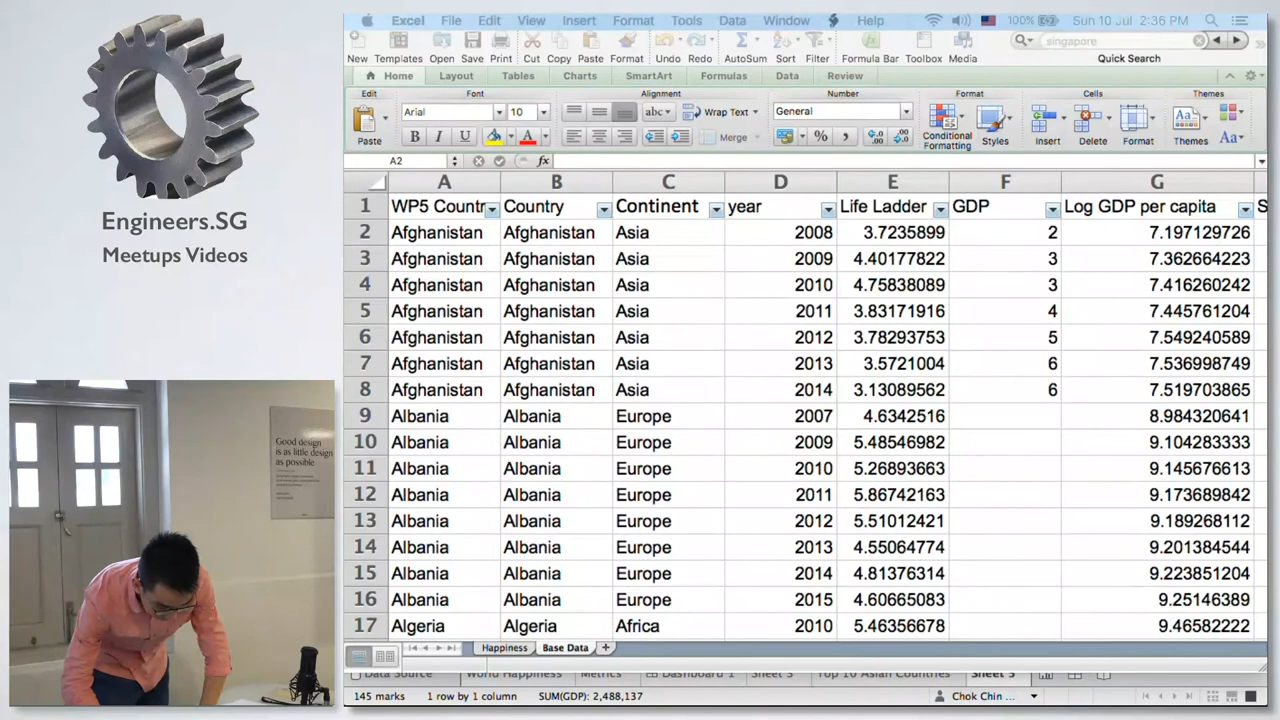 Engineers.SG
Meetups Videos
Good design
is as little design
as possible
Excel File Edit View Insert Format Tools Data Window Help 100% Sun 10 Jul 2:36 PM
singapore
New Templates Open Save Print Cut Copy Paste Format Undo Redo AutoSum Sort Filter Formula Bar Toolbox Media Quick Search
Home Layout Tables Charts SmartArt Formulas Data Review
Edit Font Alignment Number Format Cells Themes
Arial 10 abc Wrap Text General
Paste B I U Merge % Conditional Formatting Styles Insert Delete Format Themes Aa
A2 fx
A B C D E F G
1 WP5 Countr Country Continent year Life Ladder GDP Log GDP per capita S
2 Afghanistan Afghanistan Asia 2008 3.7235899 2 7.197129726
3 Afghanistan Afghanistan Asia 2009 4.40177822 3 7.362664223
4 Afghanistan Afghanistan Asia 2010 4.75838089 3 7.416260242
5 Afghanistan Afghanistan Asia 2011 3.83171916 4 7.445761204
6 Afghanistan Afghanistan Asia 2012 3.78293753 5 7.549240589
7 Afghanistan Afghanistan Asia 2013 3.5721004 6 7.536998749
8 Afghanistan Afghanistan Asia 2014 3.13089562 6 7.519703865
9 Albania Albania Europe 2007 4.6342516 8.984320641
10 Albania Albania Europe 2009 5.48546982 9.104283333
11 Albania Albania Europe 2010 5.26893663 9.145676613
12 Albania Albania Europe 2011 5.86742163 9.173689842
13 Albania Albania Europe 2012 5.51012421 9.189268112
14 Albania Albania Europe 2013 4.55064774 9.201384544
15 Albania Albania Europe 2014 4.81376314 9.223851204
16 Albania Albania Europe 2015 4.60665083 9.25146389
17 Algeria Algeria Africa 2010 5.46356678 9.46582222
Happiness Base Data
Data Source World Happiness Metrics Dashboard 1 Sheet 3 Top 10 Asian Countries Sheet 5
145 marks 1 row by 1 column SUM(GDP): 2,488,137 Chok Chin ...